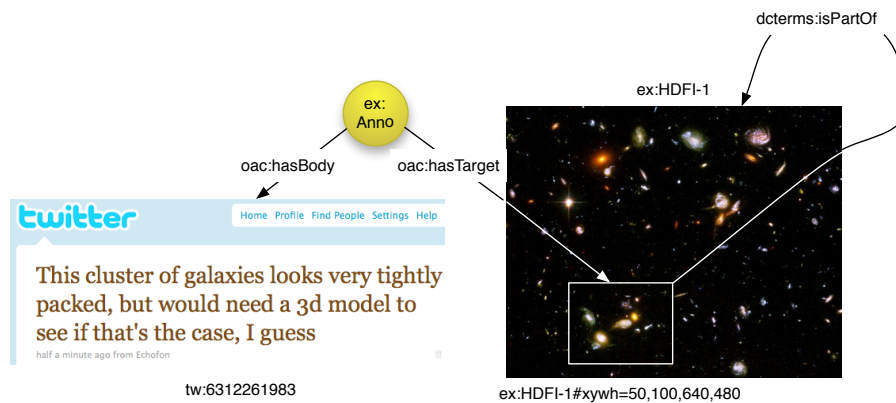 dcterms:isPartOf
ex:HDFI-1
ex:
Anno
oac:hasBody
oac:hasTarget
twitter
Home Profile Find People Settings Help
This cluster of galaxies looks very tightly
packed, but would need a 3d model to
see if that's the case, I guess
half a minute ago from Echofon
tw:6312261983
ex:HDFI-1#xywh=50,100,640,480